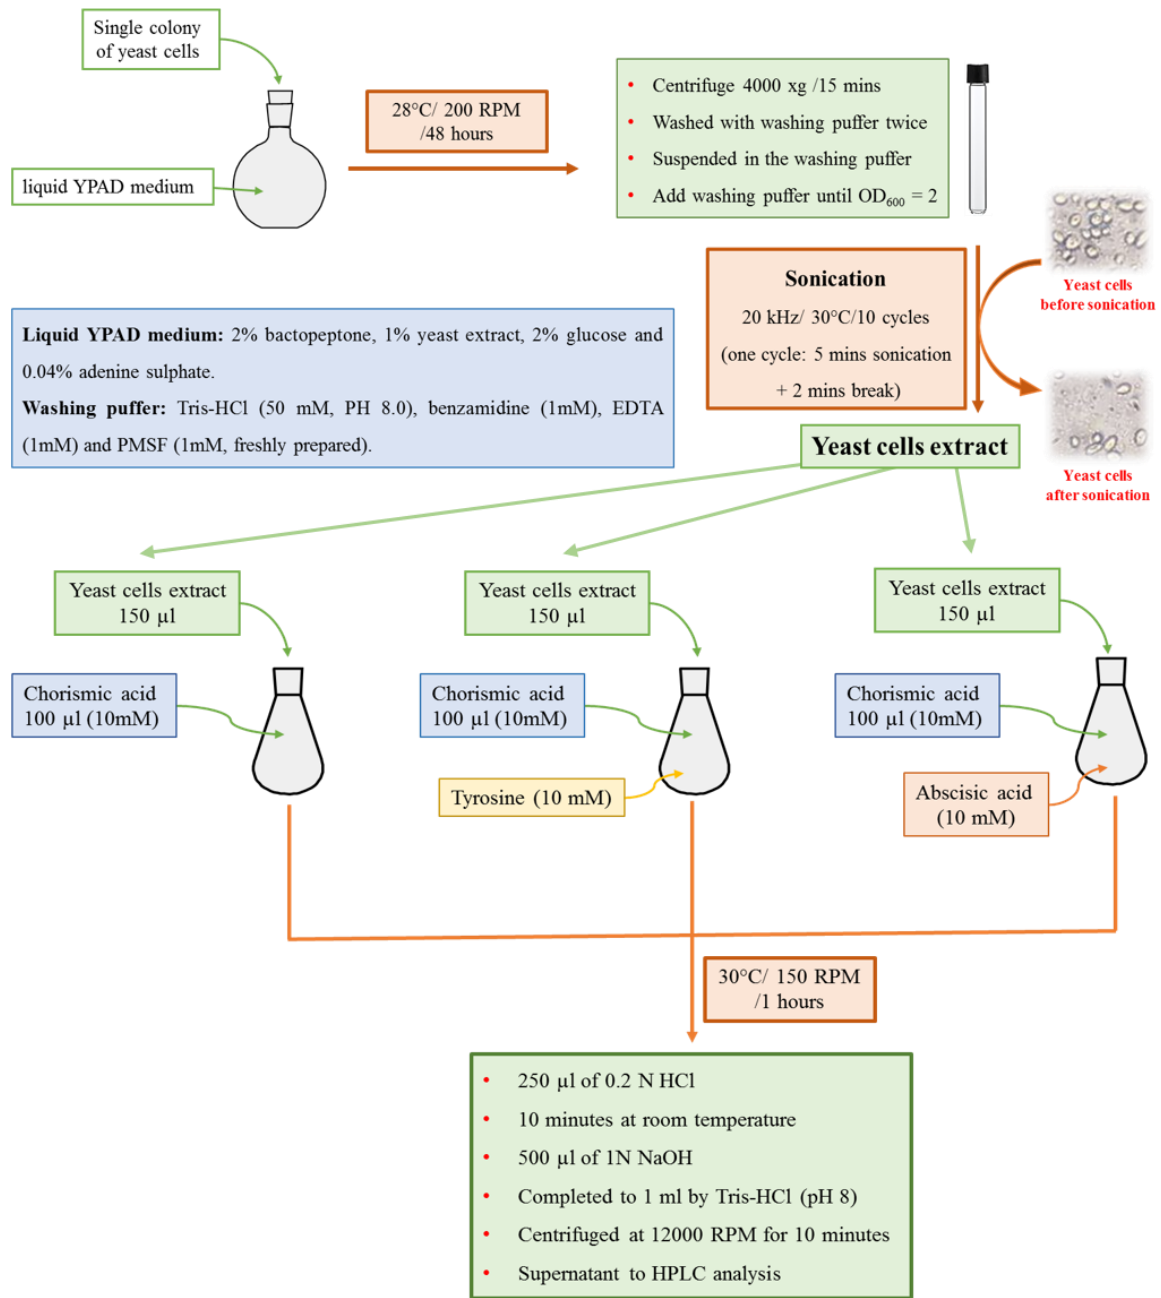 Single colony
of yeast cells
liquid YPAD medium
28°C/ 200 RPM
/48 hours
• Centrifuge 4000 xg /15 mins
• Washed with washing puffer twice
• Suspended in the washing puffer
• Add washing puffer until OD₆₀₀ = 2
Yeast cells
before sonication
Sonication
20 kHz/ 30°C/10 cycles
(one cycle: 5 mins sonication
+ 2 mins break)
Yeast cells
after sonication
Liquid YPAD medium: 2% bactopeptone, 1% yeast extract, 2% glucose and
0.04% adenine sulphate.
Washing puffer: Tris-HCl (50 mM, PH 8.0), benzamidine (1mM), EDTA
(1mM) and PMSF (1mM, freshly prepared).
Yeast cells extract
Yeast cells extract
150 µl
Chorismic acid
100 µl (10mM)
Yeast cells extract
150 µl
Chorismic acid
100 µl (10mM)
Tyrosine (10 mM)
Yeast cells extract
150 µl
Chorismic acid
100 µl (10mM)
Abscisic acid
(10 mM)
30°C/ 150 RPM
/1 hours
• 250 µl of 0.2 N HCl
• 10 minutes at room temperature
• 500 µl of 1N NaOH
• Completed to 1 ml by Tris-HCl (pH 8)
• Centrifuged at 12000 RPM for 10 minutes
• Supernatant to HPLC analysis